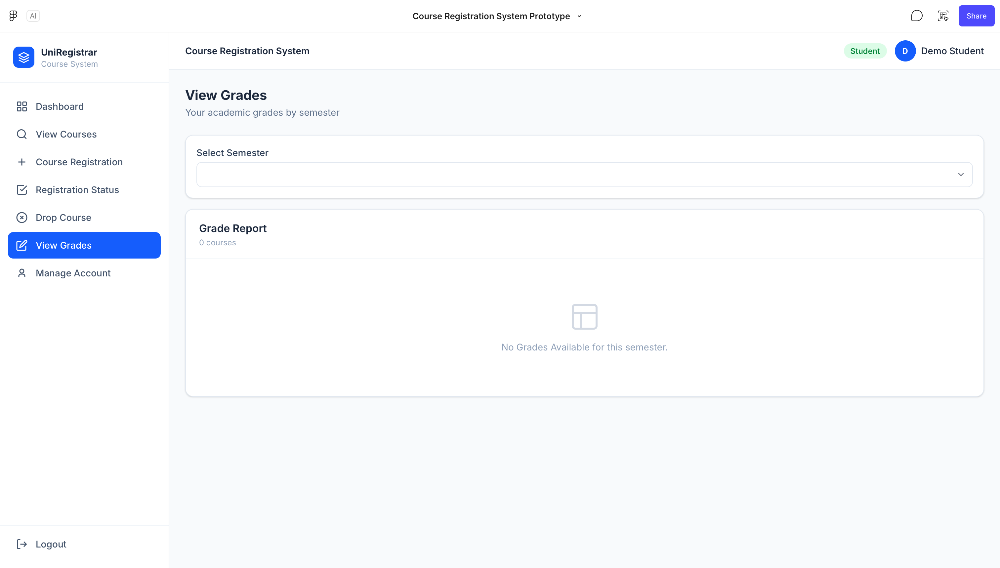 AI
Course Registration System Prototype
Share
UniRegistrar
Course System
Course Registration System
Student
D
Demo Student
Dashboard
View Courses
Course Registration
Registration Status
Drop Course
View Grades
Manage Account
Logout
View Grades
Your academic grades by semester
Select Semester
Grade Report
0 courses
No Grades Available for this semester.